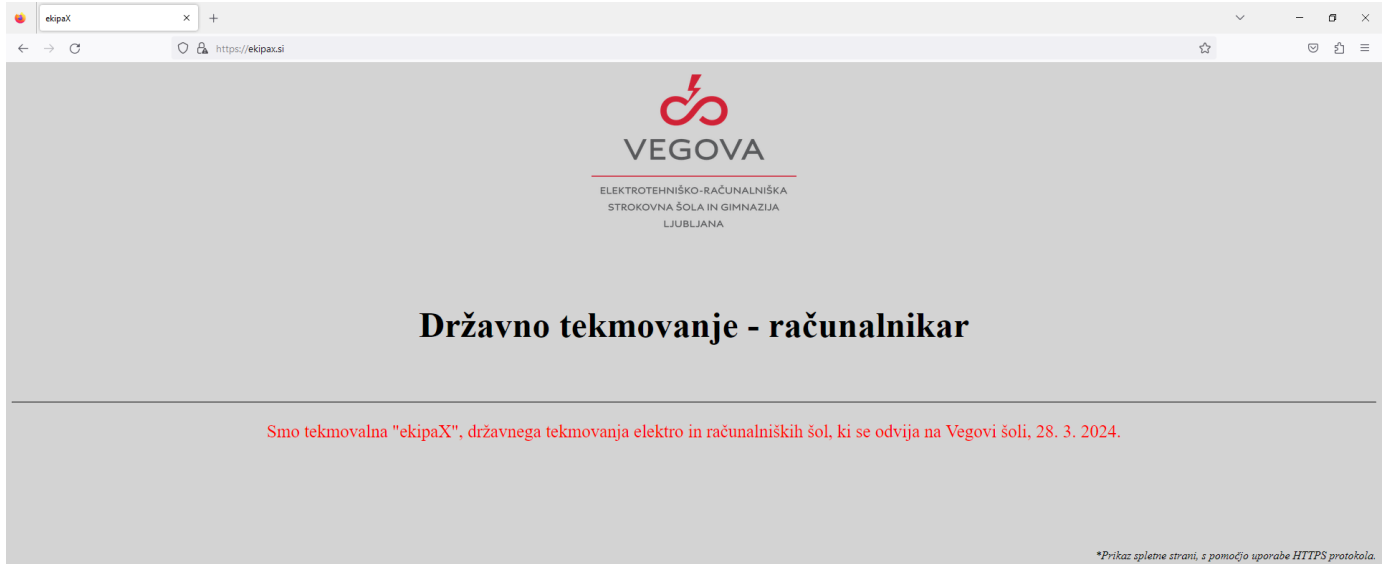 ekipaX
https://ekipax.si
VEGOVA
ELEKTROTEHNIŠKO-RAČUNALNIŠKA
STROKOVNA ŠOLA IN GIMNAZIJA
LJUBLJANA
Državno tekmovanje - računalnikar
Smo tekmovalna "ekipaX", državnega tekmovanja elektro in računalniških šol, ki se odvija na Vegovi šoli, 28. 3. 2024.
*Prikaz spletne strani, s pomočjo uporabe HTTPS protokola.